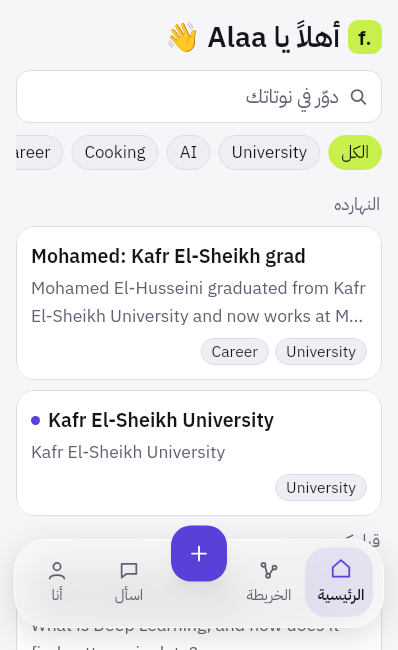 f.
أهلاً يا Alaa 👋
دوّر في نوتاتك
الكل
University
AI
Cooking
النهارده
Mohamed: Kafr El-Sheikh grad
Mohamed El-Husseini graduated from Kafr
El-Sheikh University and now works at M...
University
Career
Kafr El-Sheikh University
Kafr El-Sheikh University
University
What is Deep Learning, and how does it
الرئيسية
الخريطة
+
اسأل
أنا